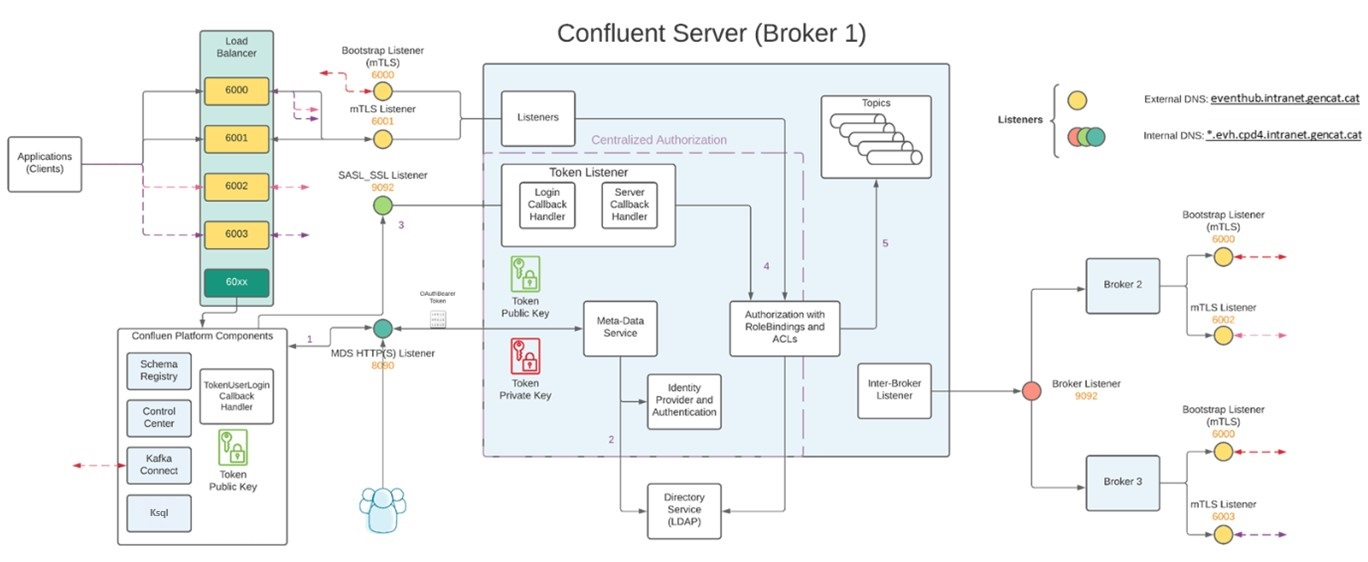 Confluent Server (Broker 1)
Load
Balancer
6000
6001
6002
6003
60xx
Applications
(Clients)
Bootstrap Listener
(mTLS)
6000
mTLS Listener
6001
SASL_SSL Listener
9092
3
Listeners
Centralized Authorization
Token Listener
Login
Callback
Handler
Server
Callback
Handler
Token
Public Key
Token
Private Key
OAuthBearer
Token
Meta-Data
Service
Identity
Provider and
Authentication
2
Directory
Service
(LDAP)
4
Authorization with
RoleBindings and
ACLs
5
Topics
Inter-Broker
Listener
Confluen Platform Components
Schema
Registry
Control
Center
Kafka
Connect
Ksql
TokenUserLogin
Callback
Handler
Token
Public Key
1
MDS HTTP(S) Listener
8090
Listeners
External DNS: eventhub.intranet.gencat.cat
Internal DNS: *.evh.cpd4.intranet.gencat.cat
Broker Listener
9092
Broker 2
Bootstrap Listener
(mTLS)
6000
mTLS Listener
6002
Broker 3
Bootstrap Listener
(mTLS)
6000
mTLS Listener
6003